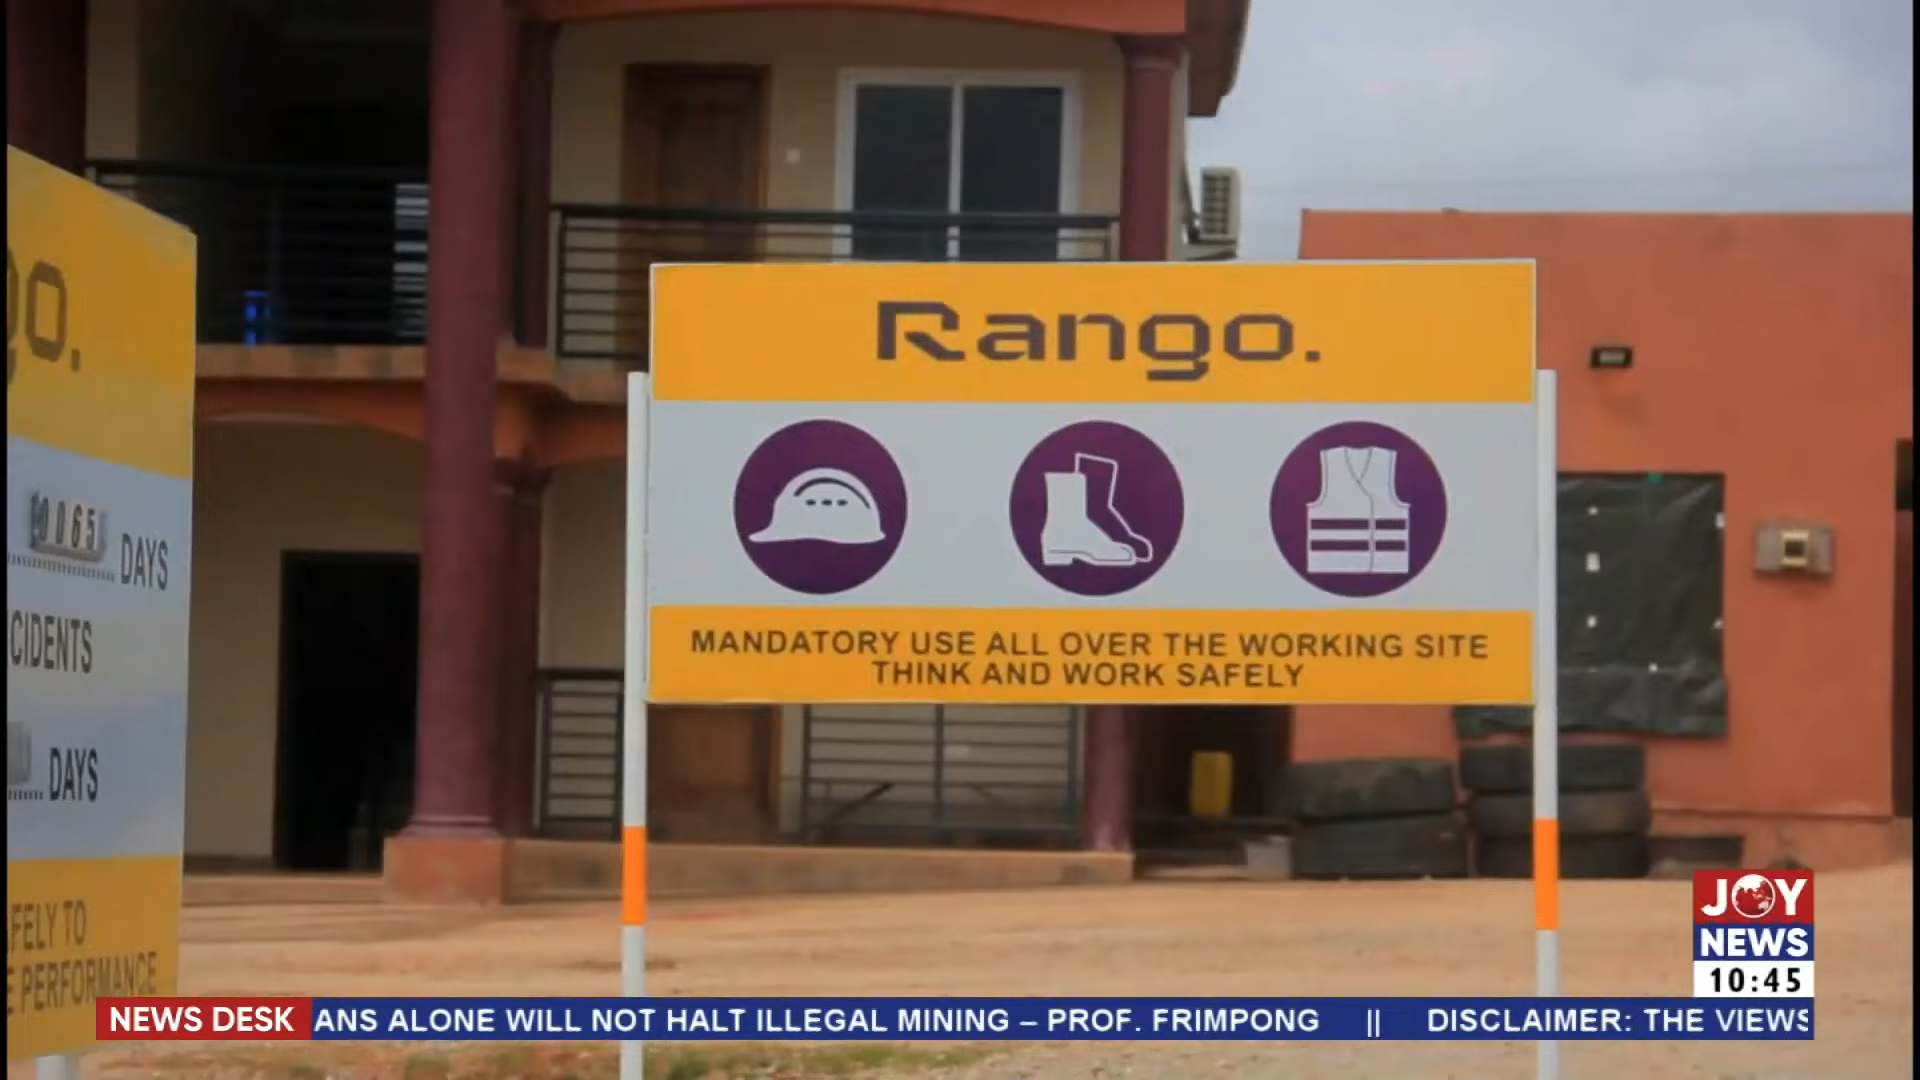 Rango.
MANDATORY USE ALL OVER THE WORKING SITE
THINK AND WORK SAFELY
go.
0065 DAYS
CIDENTS
DAYS
FELY TO
E PERFORMANCE
JOY
NEWS
10:45
NEWS DESK ANS ALONE WILL NOT HALT ILLEGAL MINING – PROF. FRIMPONG || DISCLAIMER: THE VIEWS